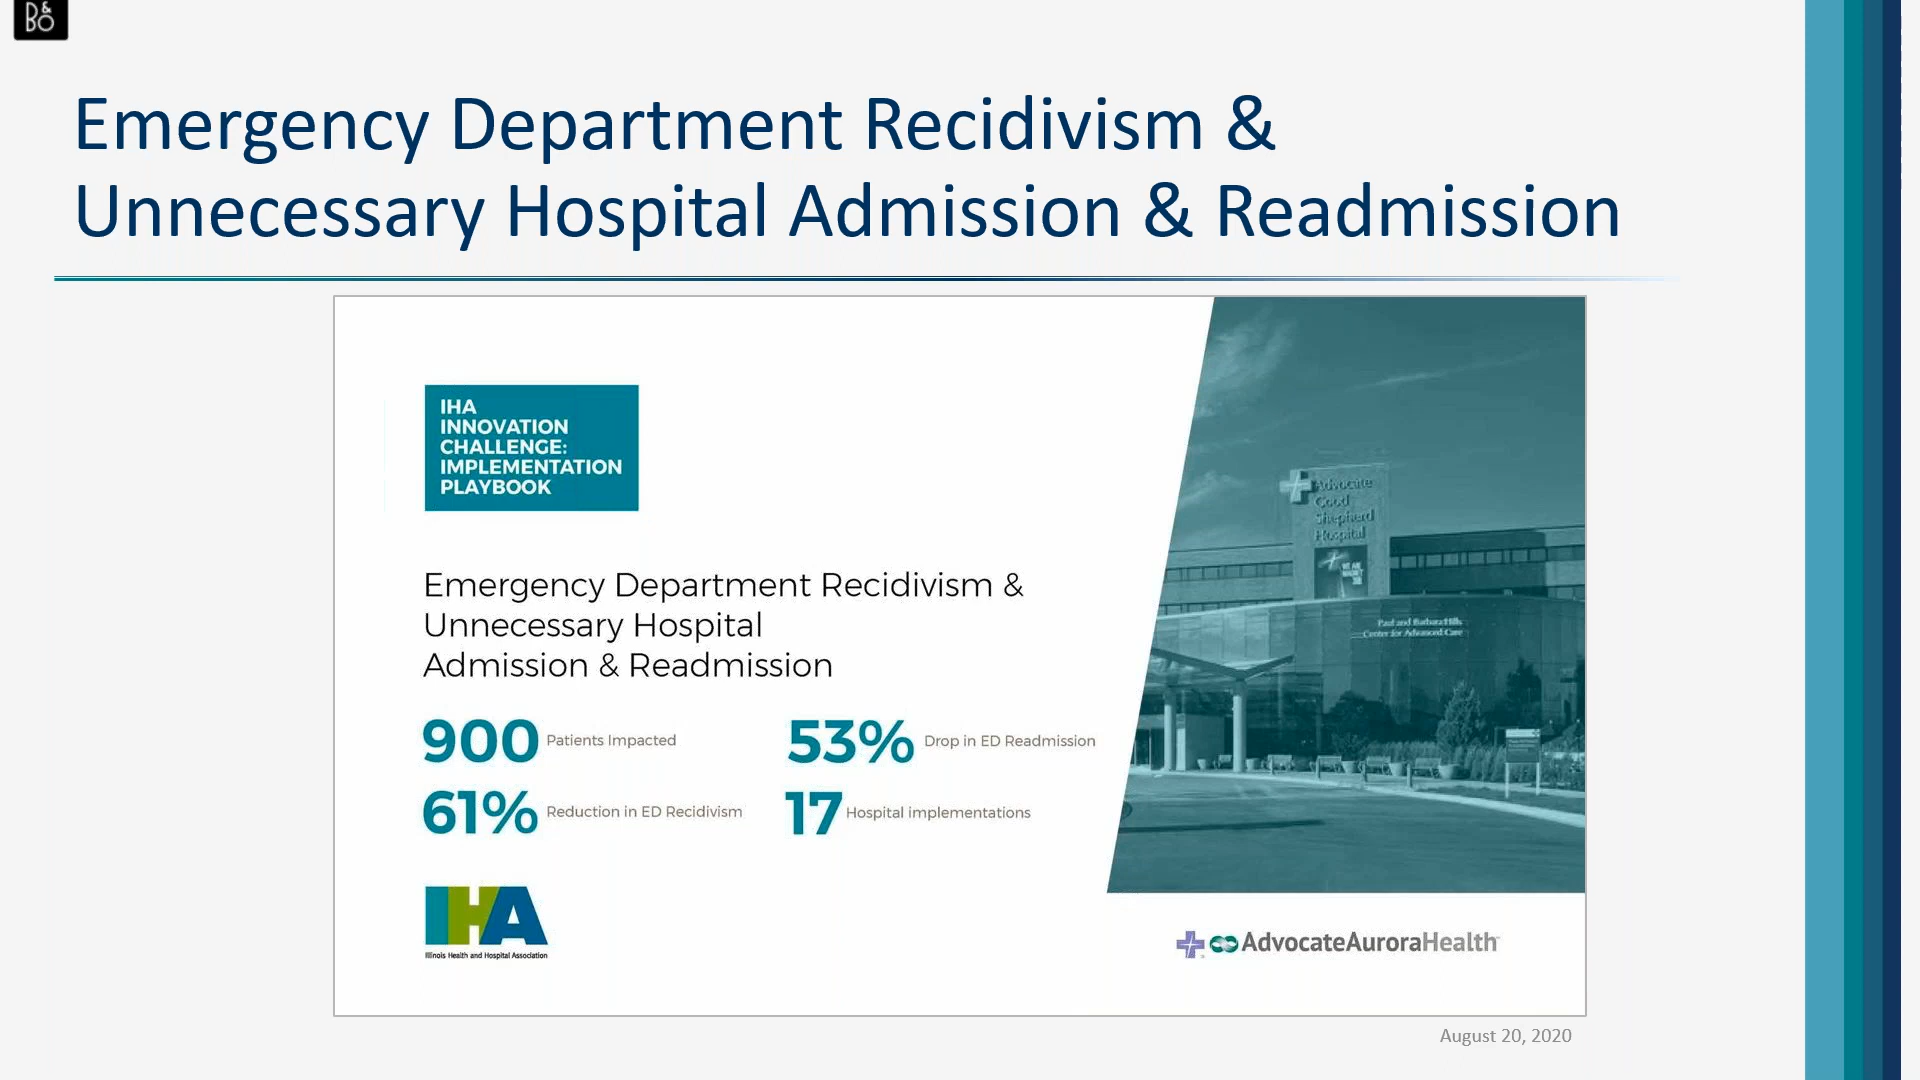 B&O
Emergency Department Recidivism &
Unnecessary Hospital Admission & Readmission
IHA
INNOVATION
CHALLENGE:
IMPLEMENTATION
PLAYBOOK
Emergency Department Recidivism &
Unnecessary Hospital
Admission & Readmission
900 Patients Impacted
53% Drop in ED Readmission
61% Reduction in ED Recidivism
17 Hospital implementations
Advocate
Good
Shepherd
Hospital
WE ARE
MAGNET
Paul and Barbara Hills
Center for Advanced Care
IHA
Illinois Health and Hospital Association
AdvocateAuroraHealth
August 20, 2020